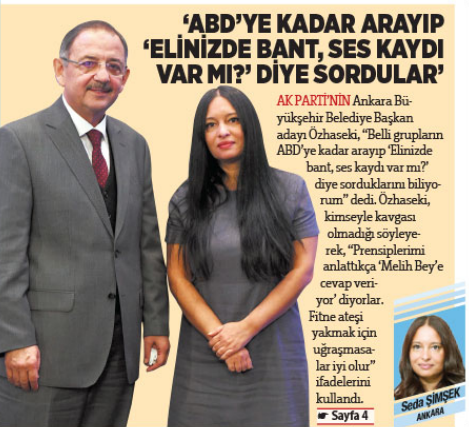 ‘ABD’YE KADAR ARAYIP
‘ELİNİZDE BANT, SES KAYDI
VAR MI?’ DİYE SORDULAR’
AK PARTİ’NİN Ankara Bü-
yükşehir Belediye Başkan
adayı Özhaseki, “Belli grupların
ABD’ye kadar arayıp ‘Elinizde
bant, ses kaydı var mı?’
diye sorduklarını biliyo-
rum” dedi. Özhaseki,
kimseyle kavgası
olmadığı söyleye-
rek, “Prensiplerimi
anlattıkça ‘Melih Bey’e
cevap veri-
yor’ diyorlar.
Fitne ateşi
yakmak için
uğraşmasa-
lar iyi olur”
ifadelerini
kullandı.
☛ Sayfa 4
Seda ŞİMŞEK
ANKARA